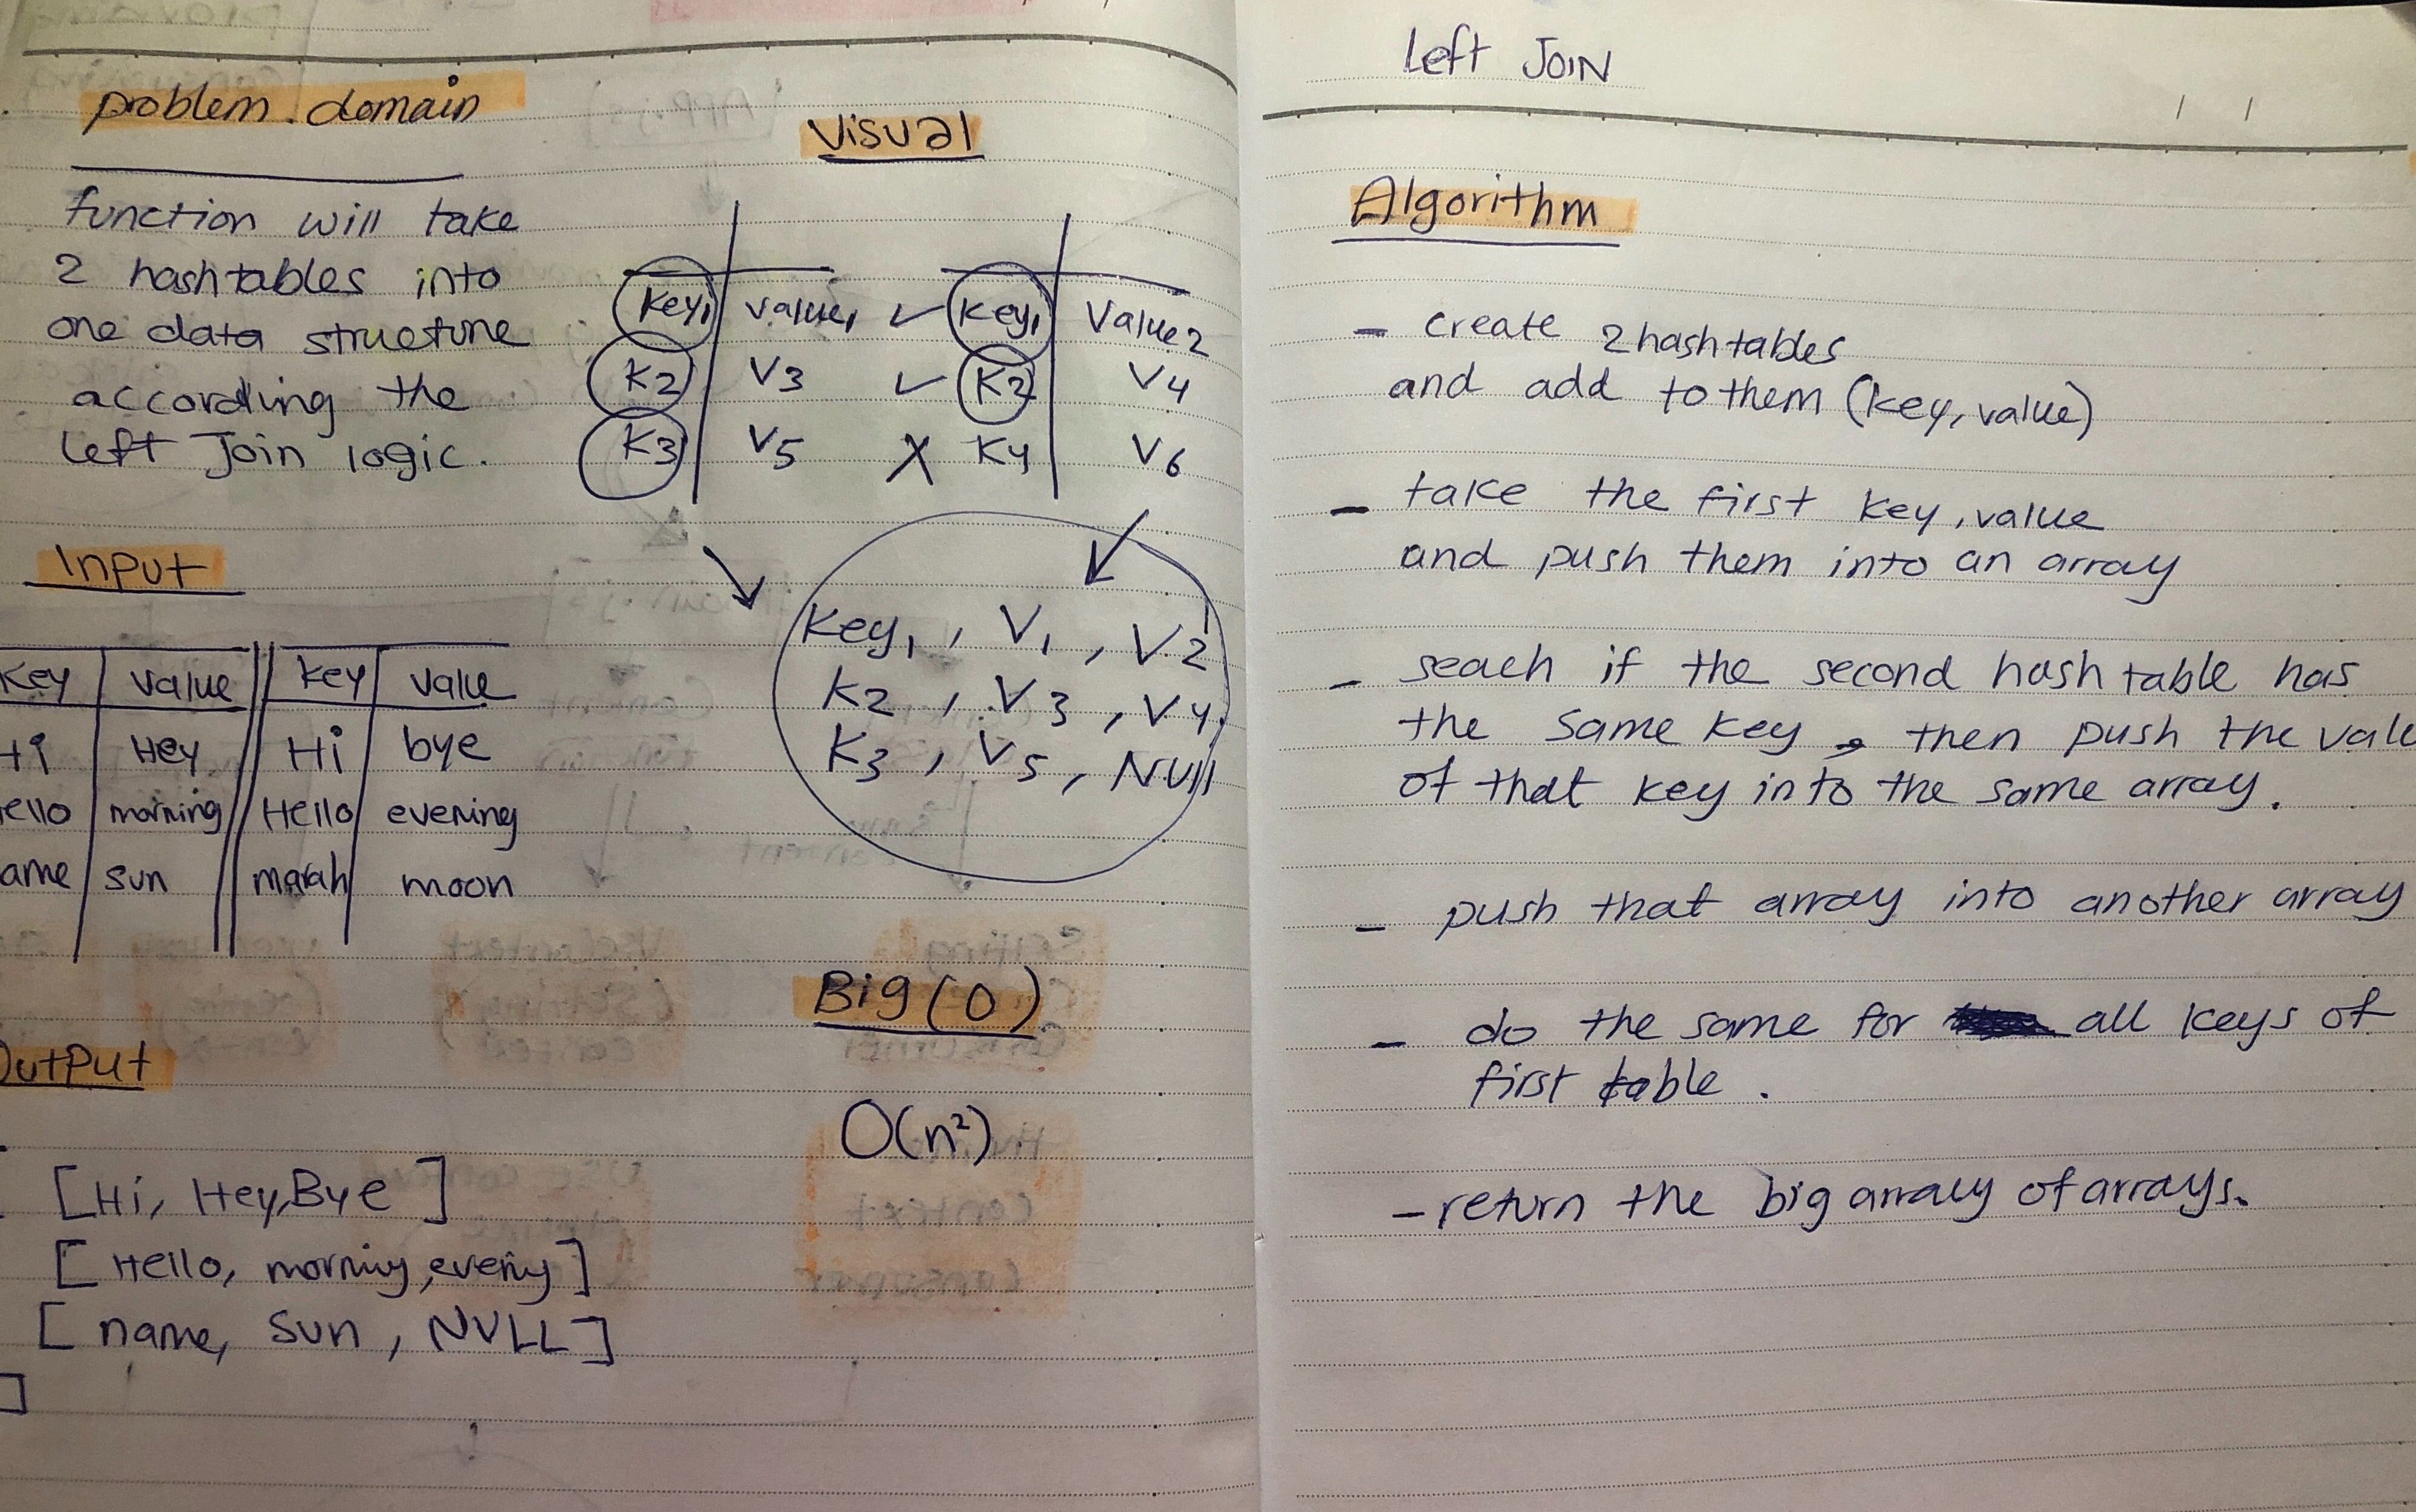 problem domain
function will take
2 hashtables into
one data structure
according the
left Join logic.
Visual
key1 value1 ✓ key1 Value2
K2 V3 ✓ K2 V4
K3 V5 X K4 V6
key1, V1, V2
K2, V3, V4
K3, V5, Null
Input
Key value key value
Hi Hey Hi bye
ello morning Hello evening
ame sun marah moon
Big (O)
O(n²)
Output
[Hi, Hey,Bye]
[Hello, morning, evening]
[name, Sun, NULL]
]
Left JOIN
Algorithm
- create 2 hashtables
and add to them (key, value)
- take the first key, value
and push them into an array
- seach if the second hash table has
the same key, then push the vale
of that key into the same array.
- push that array into another array
- do the same for all keys of
first table.
- return the big array of arrays.